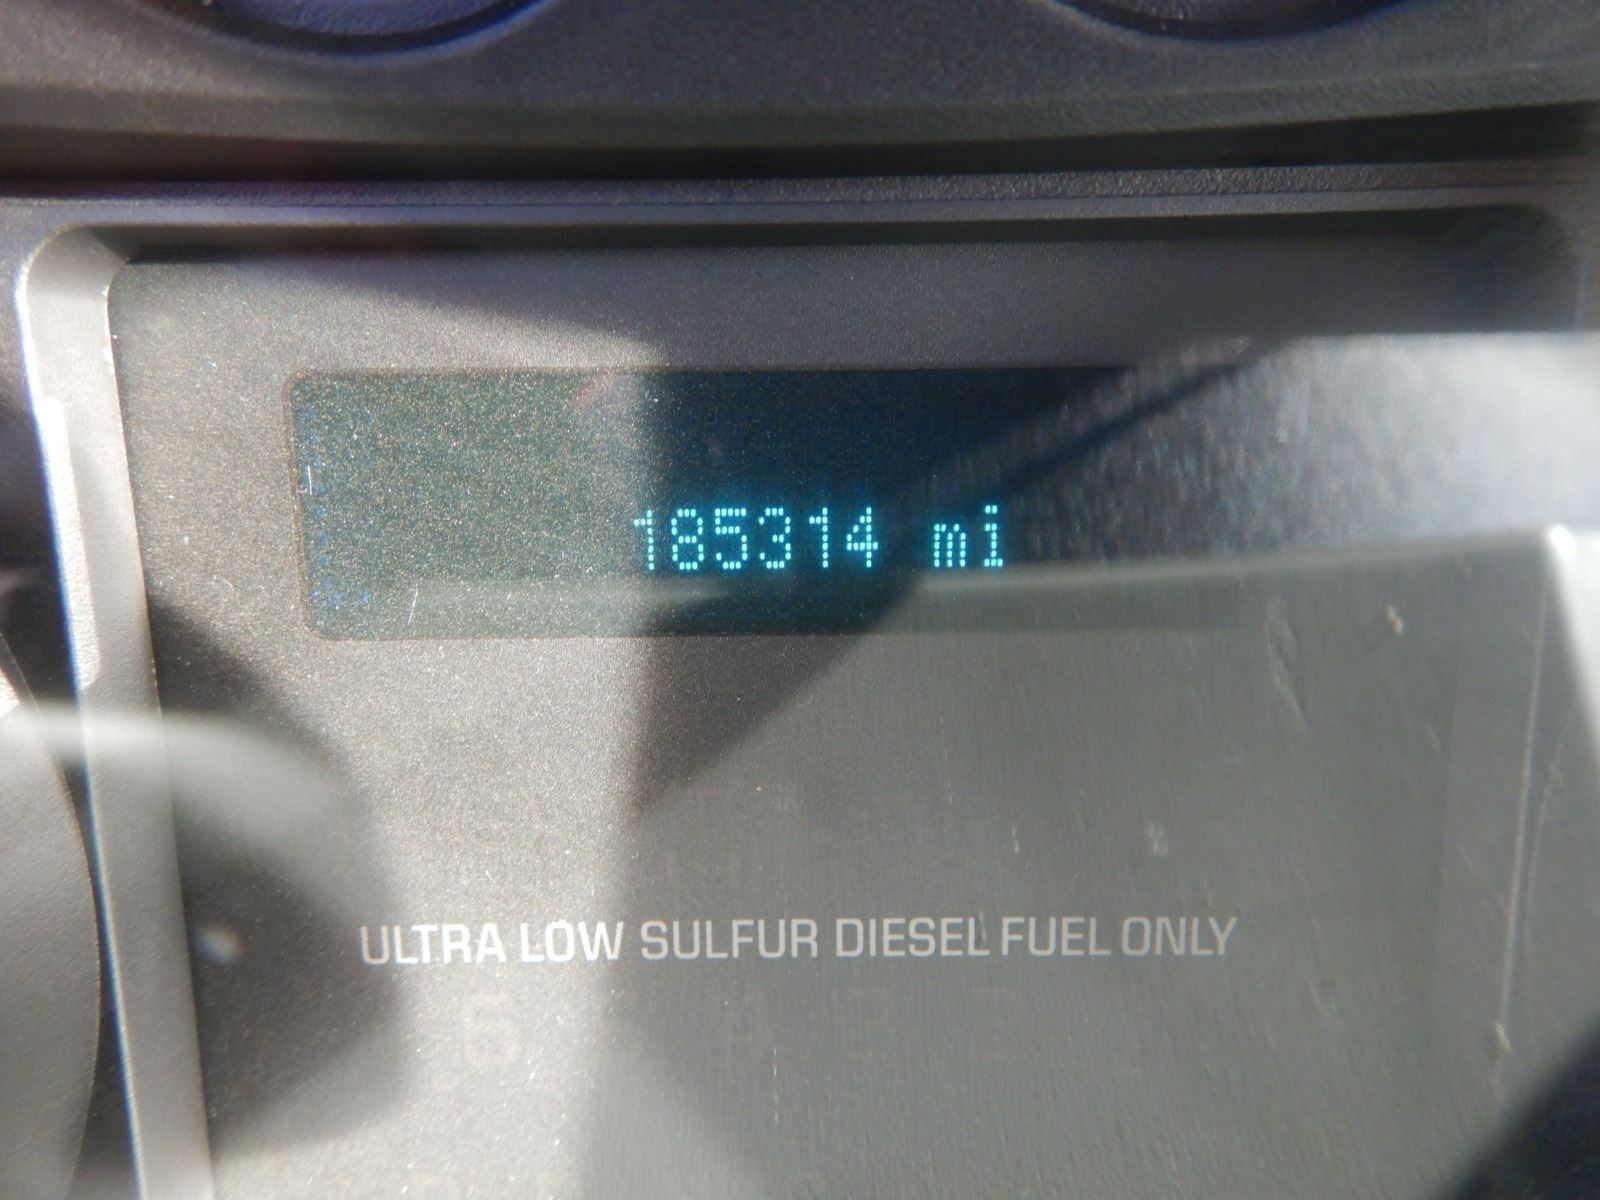 185314 mi
ULTRA LOW SULFUR DIESEL FUEL ONLY